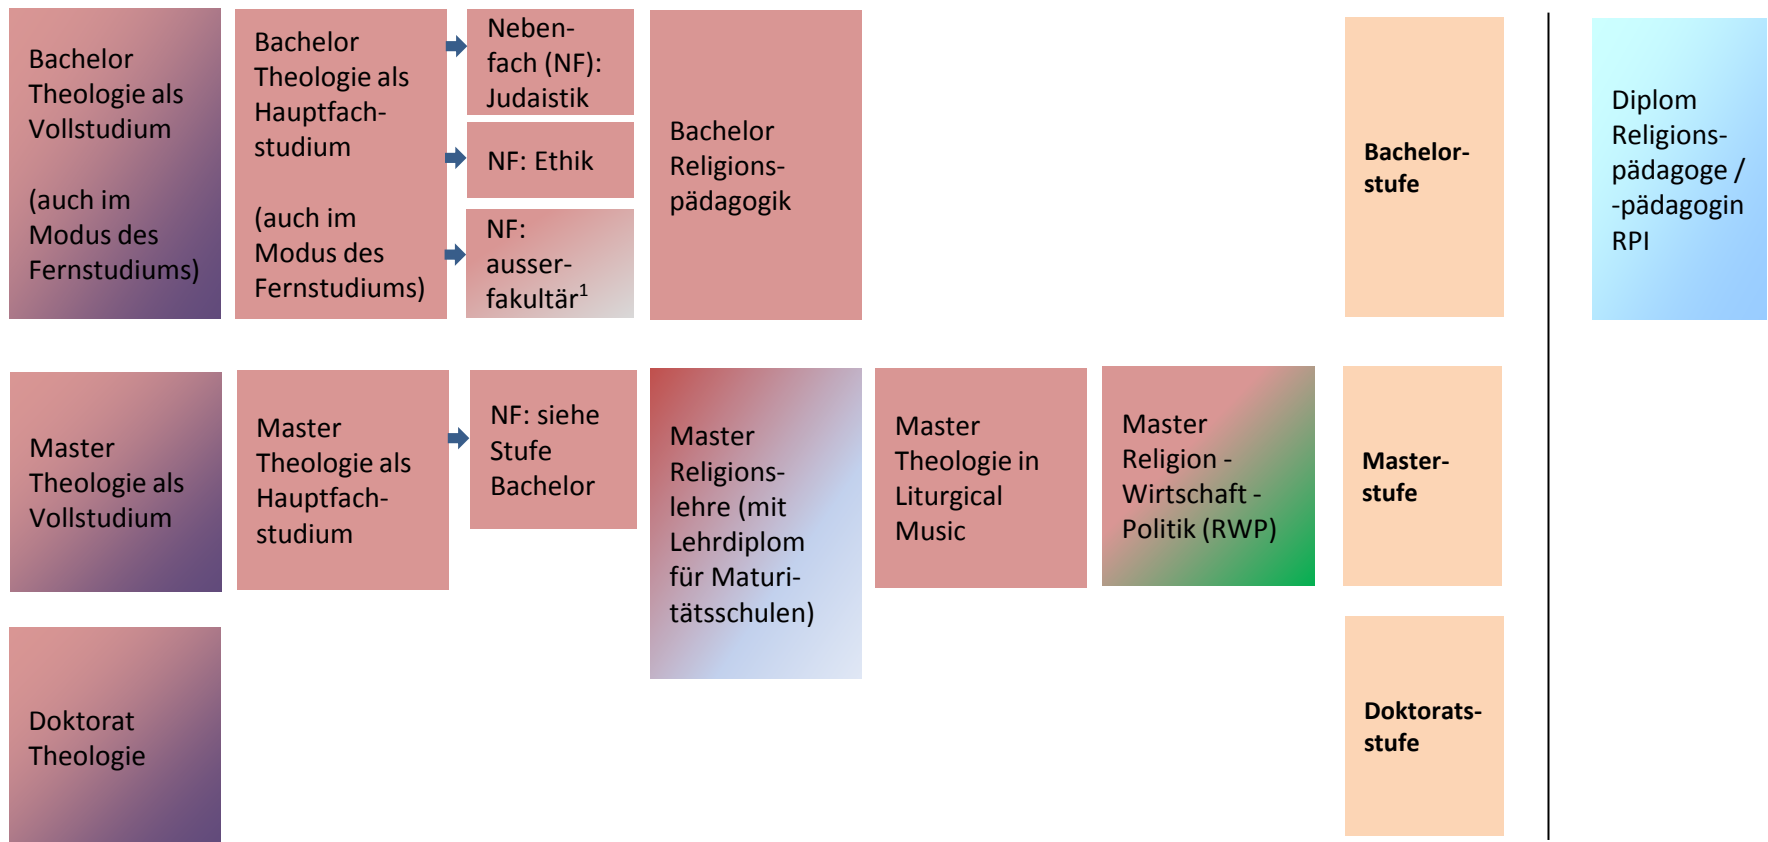 Bachelor
Theologie als
Vollstudium
(auch im
Modus des
Fernstudiums)
Bachelor
Theologie als
Hauptfach-
studium
(auch im
Modus des
Fernstudiums)
Neben-
fach (NF):
Judaistik
NF: Ethik
NF:
ausser-
fakultär¹
Bachelor
Religions-
pädagogik
Bachelor-
stufe
Diplom
Religions-
pädagoge /
-pädagogin
RPI
Master
Theologie als
Vollstudium
Master
Theologie als
Hauptfach-
studium
NF: siehe
Stufe
Bachelor
Master
Religions-
lehre (mit
Lehrdiplom
für Maturi-
tätsschulen)
Master
Theologie in
Liturgical
Music
Master
Religion -
Wirtschaft -
Politik (RWP)
Master-
stufe
Doktorat
Theologie
Doktorats-
stufe